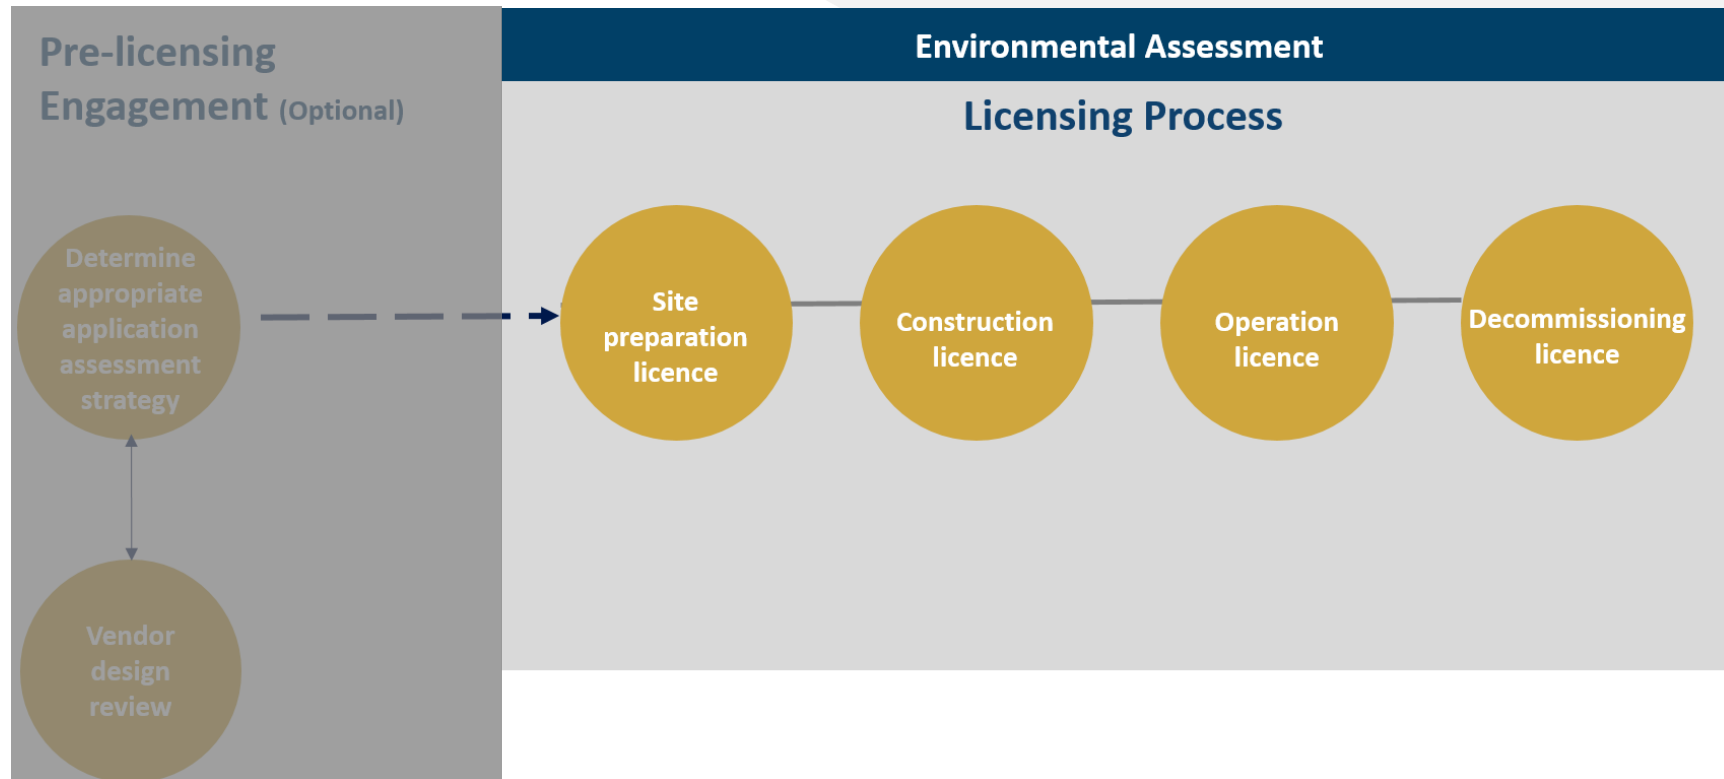 Pre-licensing
Engagement (Optional)
Determine
appropriate
application
assessment
strategy
Vendor
design
review
Environmental Assessment
Licensing Process
Site
preparation
licence
Construction
licence
Operation
licence
Decommissioning
licence